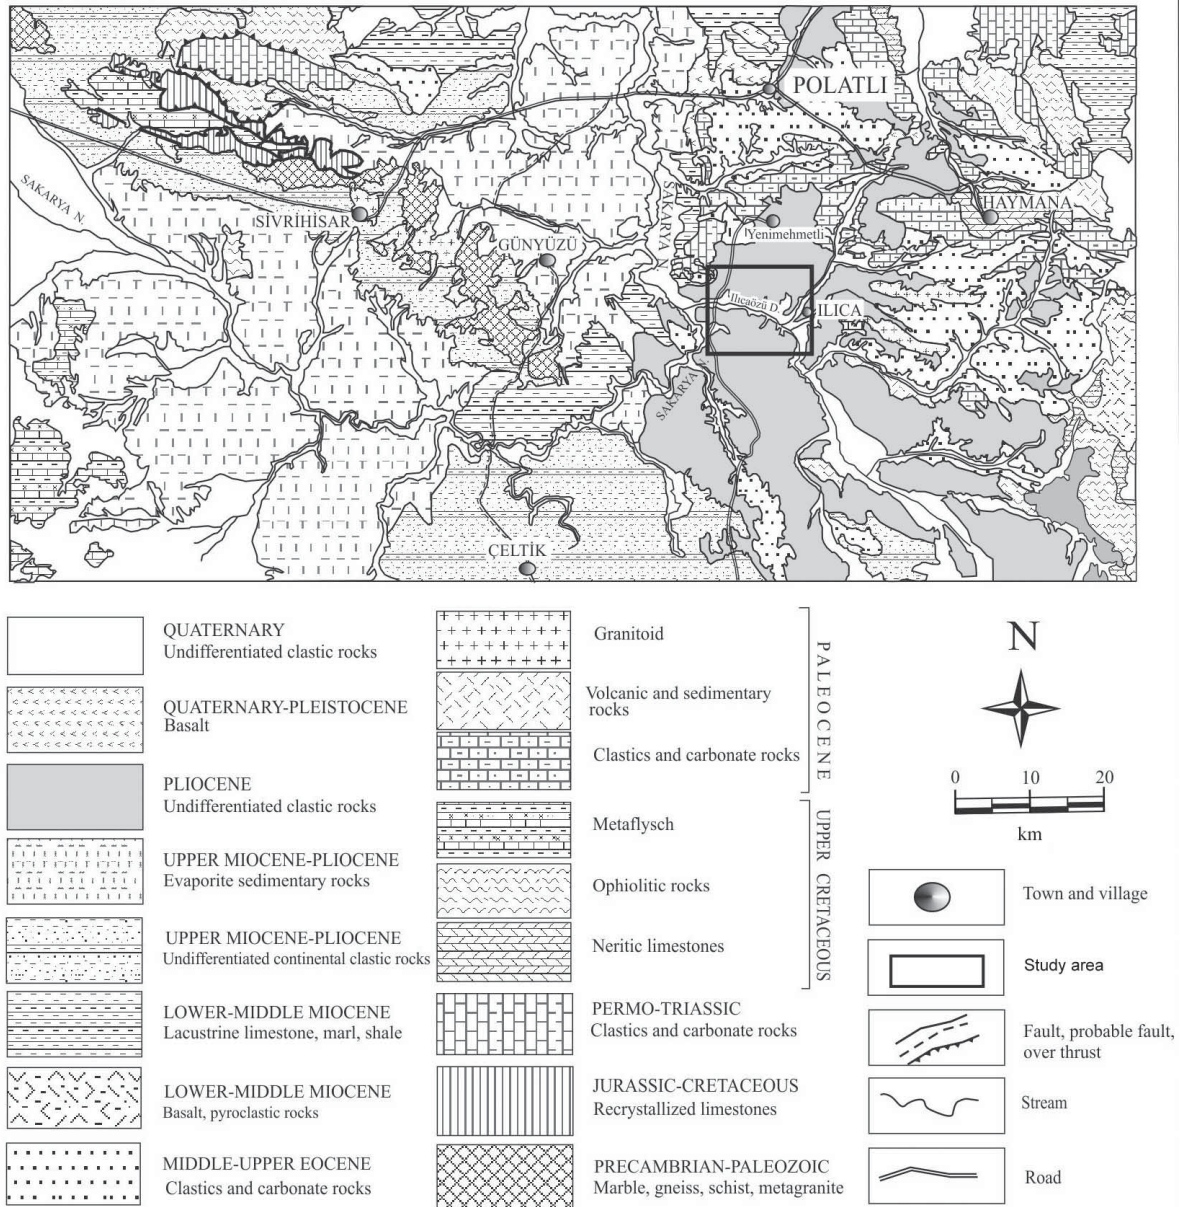 POLATLI
SAKARYA N.
SİVRİHİSAR
GÜNYÜZÜ
SAKARYA
HAYMANA
Yenimehmetli
Ilıcaözü D.
ILICA
SAKARYA N.
ÇELTİK
QUATERNARY
Undifferentiated clastic rocks
QUATERNARY-PLEISTOCENE
Basalt
PLIOCENE
Undifferentiated clastic rocks
UPPER MIOCENE-PLIOCENE
Evaporite sedimentary rocks
UPPER MIOCENE-PLIOCENE
Undifferentiated continental clastic rocks
LOWER-MIDDLE MIOCENE
Lacustrine limestone, marl, shale
LOWER-MIDDLE MIOCENE
Basalt, pyroclastic rocks
MIDDLE-UPPER EOCENE
Clastics and carbonate rocks
Granitoid
Volcanic and sedimentary
rocks
Clastics and carbonate rocks
PALEOCENE
Metaflysch
Ophiolitic rocks
Neritic limestones
UPPER CRETACEOUS
PERMO-TRIASSIC
Clastics and carbonate rocks
JURASSIC-CRETACEOUS
Recrystallized limestones
PRECAMBRIAN-PALEOZOIC
Marble, gneiss, schist, metagranite
N
0 10 20
km
Town and village
Study area
Fault, probable fault,
over thrust
Stream
Road